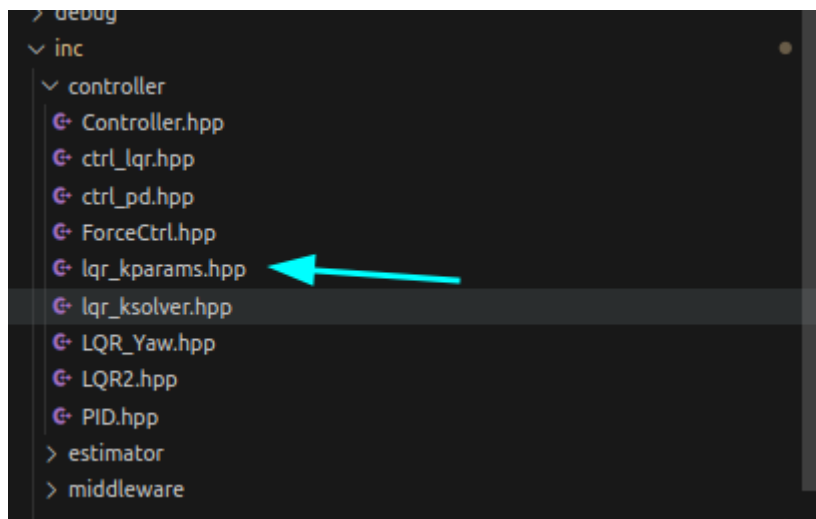 debug
inc
controller
Controller.hpp
ctrl_lqr.hpp
ctrl_pd.hpp
ForceCtrl.hpp
lqr_kparams.hpp
lqr_ksolver.hpp
LQR_Yaw.hpp
LQR2.hpp
PID.hpp
estimator
middleware